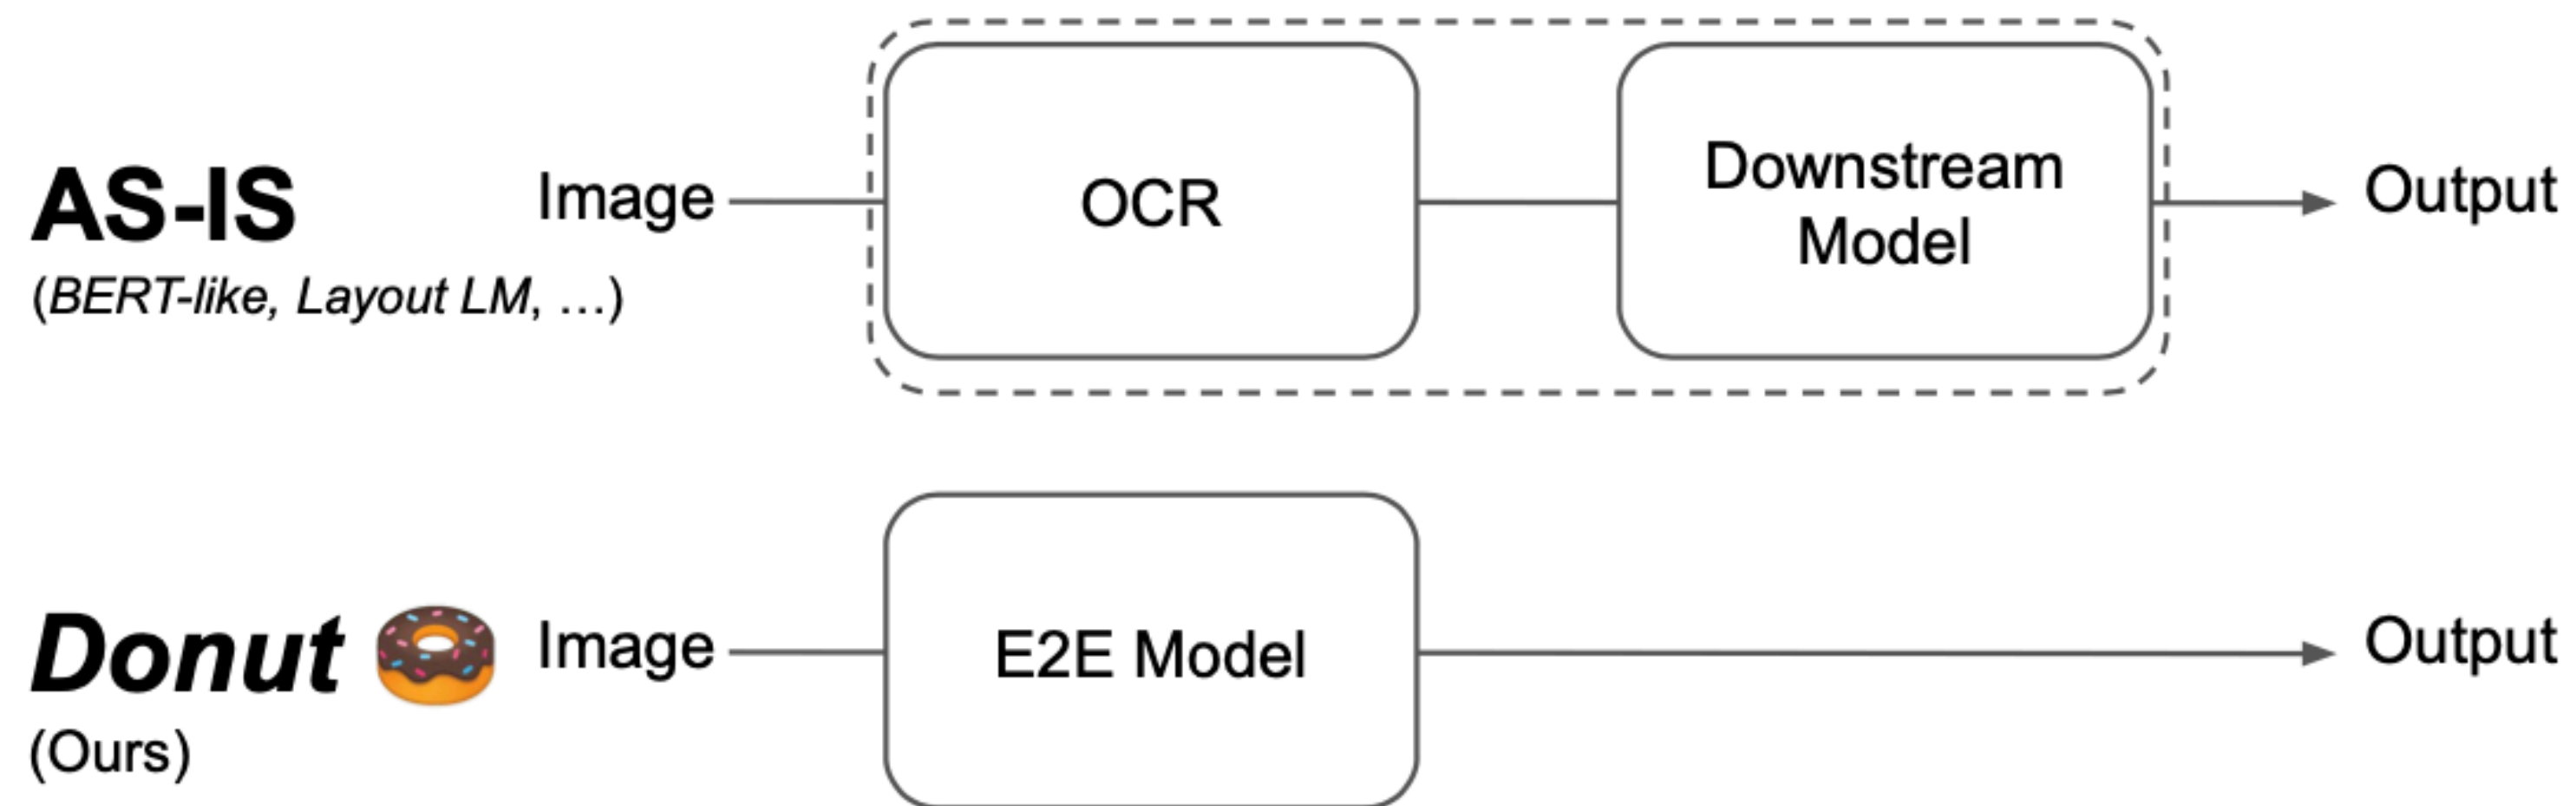 AS-IS
(BERT-like, Layout LM, ...)
Image
OCR
Downstream
Model
Output
Donut
(Ours)
Image
E2E Model
Output